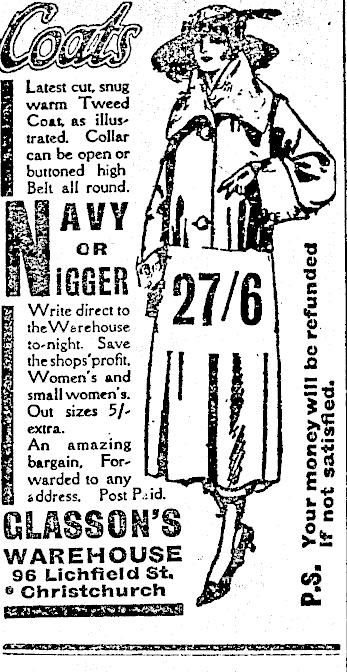 Coats
Latest cut, snug
warm Tweed
Coat, as illus-
trated. Collar
can be open or
buttoned high
Belt all round.
NAVY
OR
NIGGER
Write direct to
the Warehouse
to-night. Save
the shops' profit.
Women's and
small women's.
Out sizes 5/-
extra.
An amazing
bargain. For-
warded to any
address. Post Paid.
GLASSON'S
WAREHOUSE
96 Lichfield St.
Christchurch
27/6
P.S. Your money will be refunded
if not satisfied.